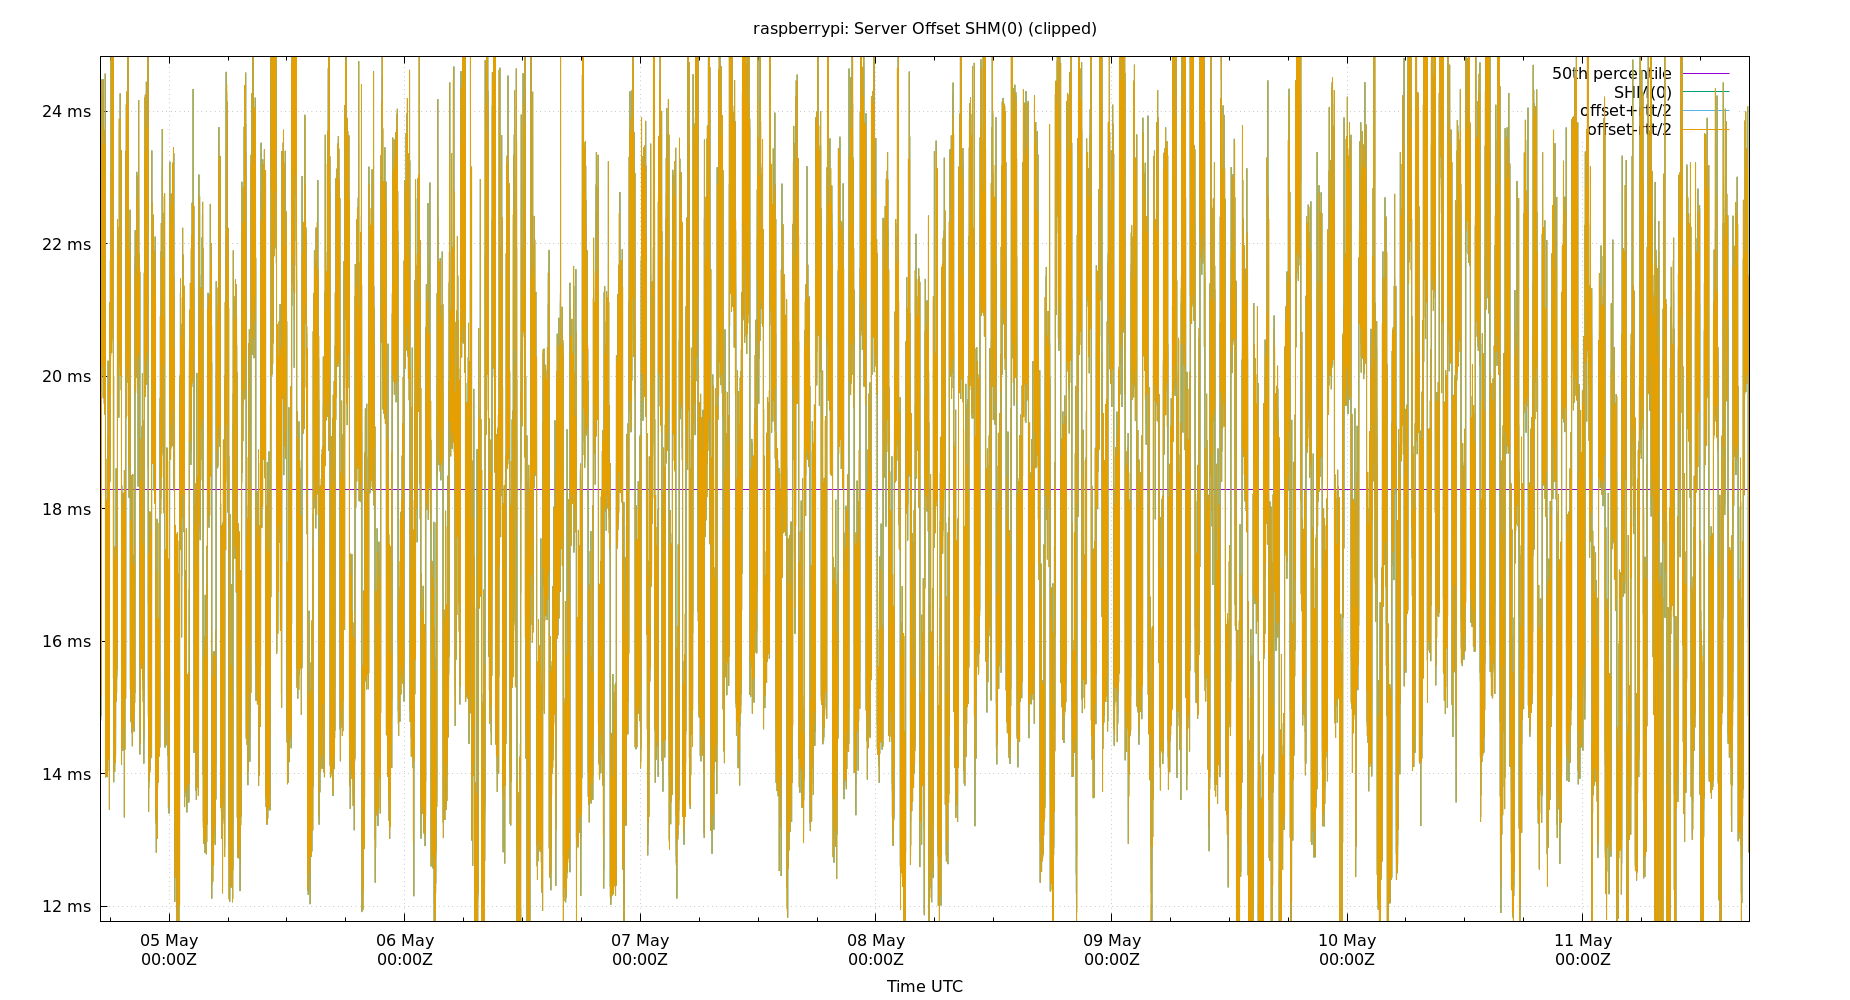 raspberrypi: Server Offset SHM(0) (clipped)
50th percentile
SHM(0)
offset+rtt/2
offset-rtt/2
24 ms
22 ms
20 ms
18 ms
16 ms
14 ms
12 ms
05 May 06 May 07 May 08 May 09 May 10 May 11 May
00:00Z 00:00Z 00:00Z 00:00Z 00:00Z 00:00Z 00:00Z
Time UTC